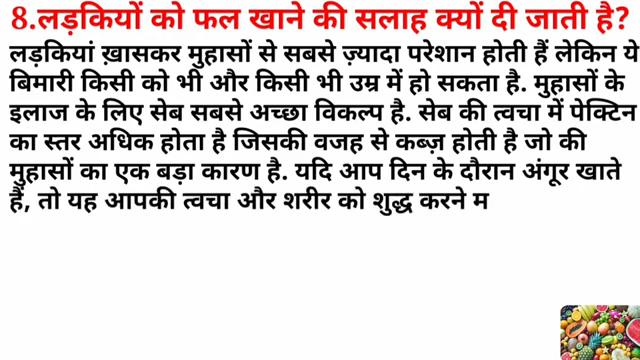 8.लड़कियों को फल खाने की सलाह क्यों दी जाती है?
लड़कियां ख़ासकर मुहासों से सबसे ज़्यादा परेशान होती हैं लेकिन ये
बिमारी किसी को भी और किसी भी उम्र में हो सकता है. मुहासों के
इलाज के लिए सेब सबसे अच्छा विकल्प है. सेब की त्वचा में पेक्टिन
का स्तर अधिक होता है जिसकी वजह से कब्ज़ होती है जो की
मुहासों का एक बड़ा कारण है. यदि आप दिन के दौरान अंगूर खाते
हैं, तो यह आपकी त्वचा और शरीर को शुद्ध करने म